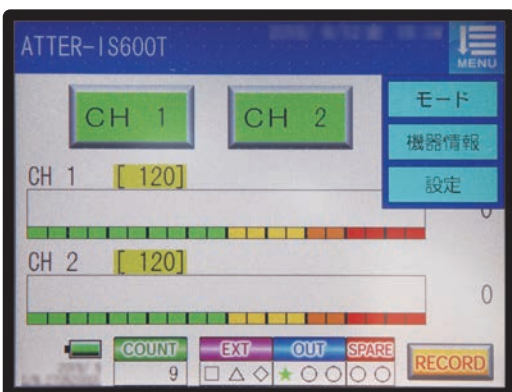 ATTER-IS600T
MENU
モード
機器情報
設定
CH 1
CH 2
CH 1 [ 120]
0
CH 2 [ 120]
0
COUNT
9
EXT
□△◇
OUT
★○○
SPARE
○○
RECORD